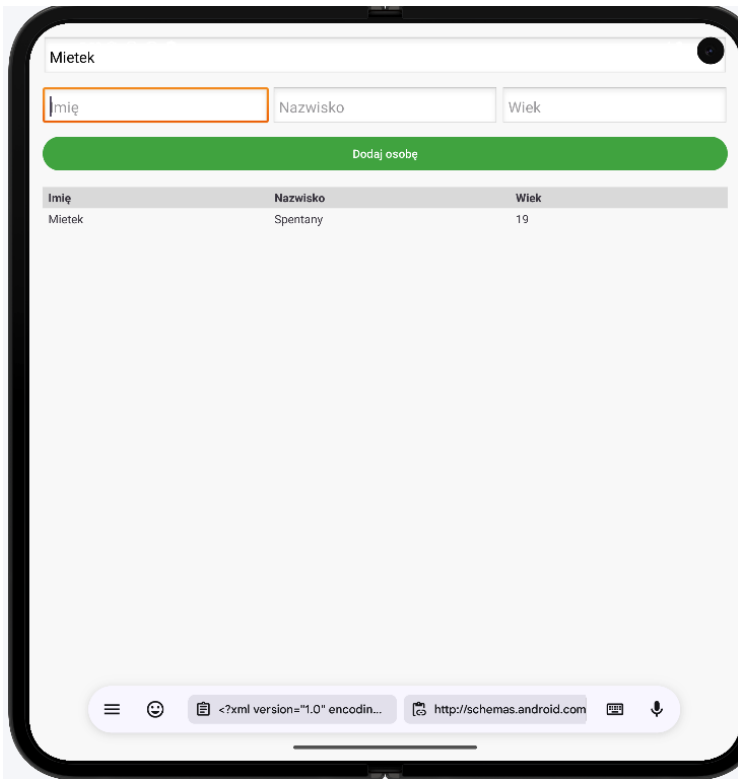 Mietek
Imię Nazwisko Wiek
Dodaj osobę
Imię Nazwisko Wiek
Mietek Spentany 19
<?xml version="1.0" encodin... http://schemas.android.com